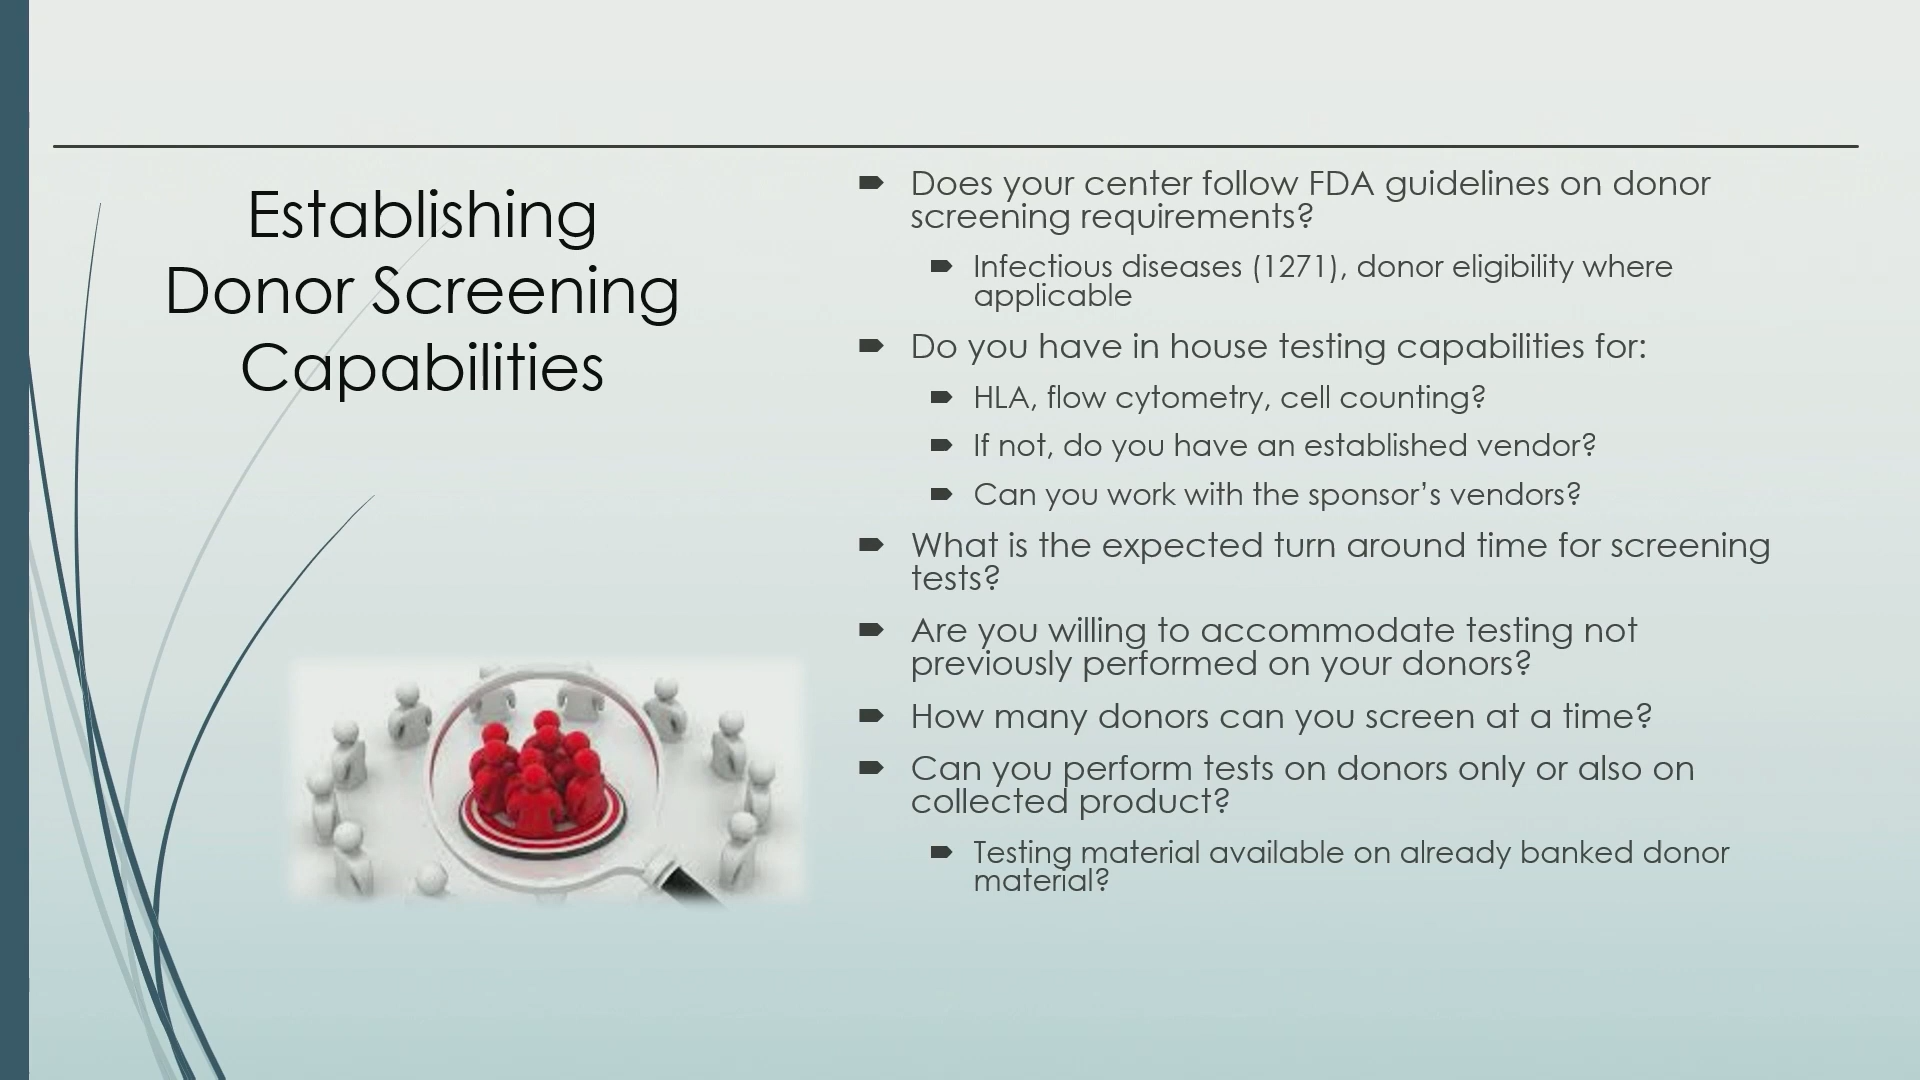 Establishing
Donor Screening
Capabilities
Does your center follow FDA guidelines on donor
screening requirements?
Infectious diseases (1271), donor eligibility where
applicable
Do you have in house testing capabilities for:
HLA, flow cytometry, cell counting?
If not, do you have an established vendor?
Can you work with the sponsor’s vendors?
What is the expected turn around time for screening
tests?
Are you willing to accommodate testing not
previously performed on your donors?
How many donors can you screen at a time?
Can you perform tests on donors only or also on
collected product?
Testing material available on already banked donor
material?